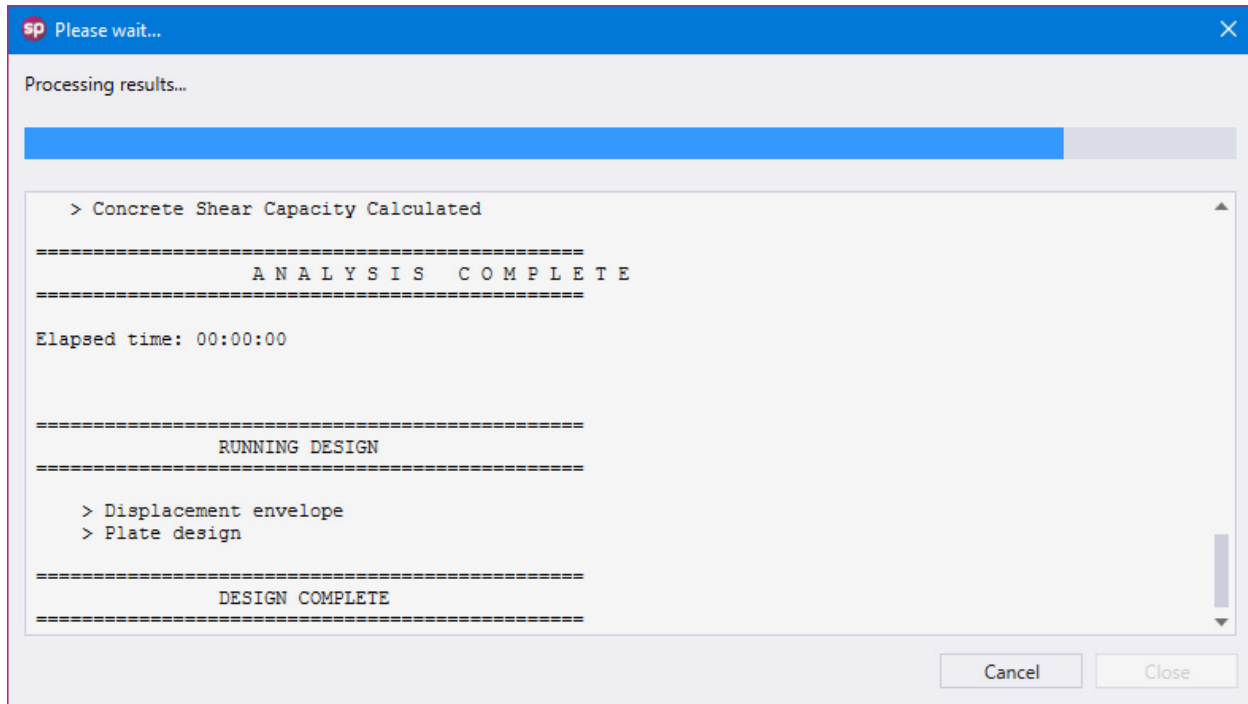 sp Please wait...
Processing results...
> Concrete Shear Capacity Calculated
================================================
A N A L Y S I S   C O M P L E T E
================================================
Elapsed time: 00:00:00
================================================
RUNNING DESIGN
================================================
> Displacement envelope
> Plate design
================================================
DESIGN COMPLETE
================================================
Cancel Close